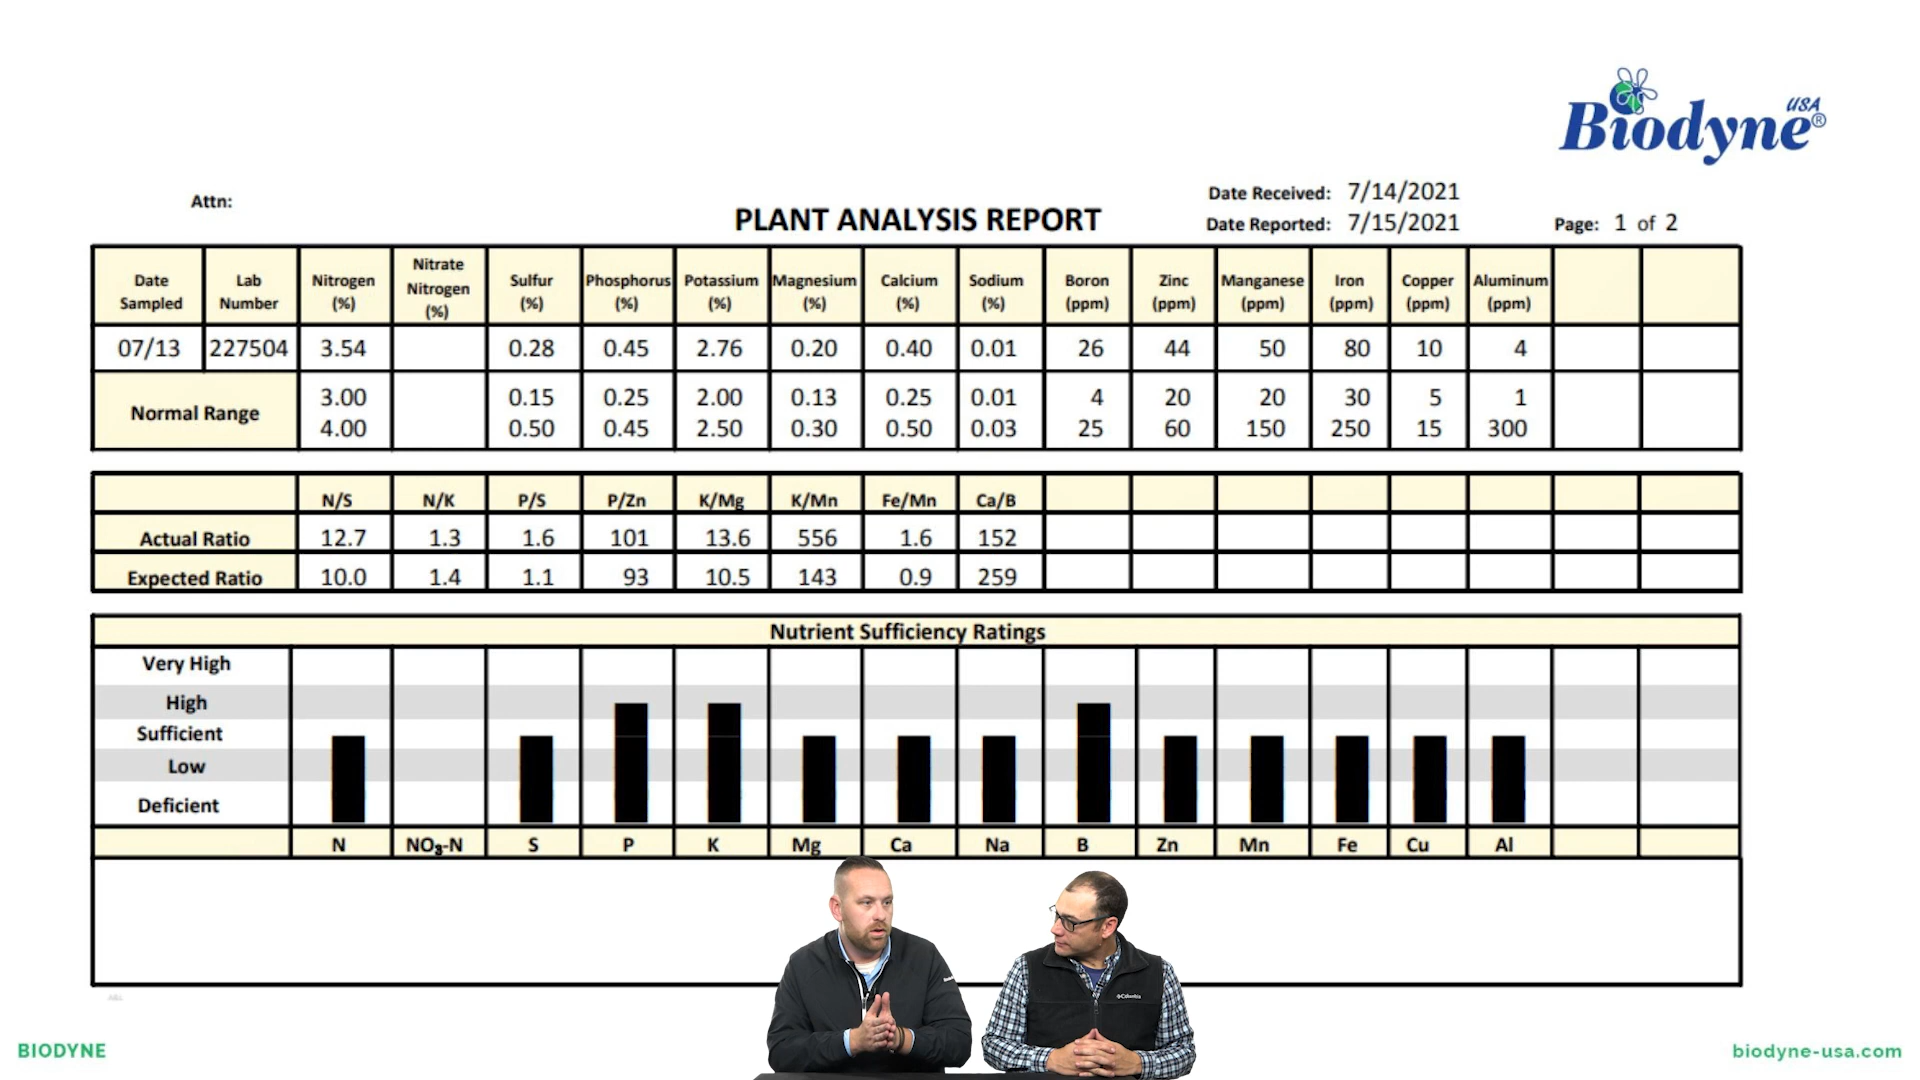 Biodyne USA®
Attn:
PLANT ANALYSIS REPORT
Date Received: 7/14/2021
Date Reported: 7/15/2021
Page: 1 of 2
Date Sampled Lab Number Nitrogen (%) Nitrate Nitrogen (%) Sulfur (%) Phosphorus (%) Potassium (%) Magnesium (%) Calcium (%) Sodium (%) Boron (ppm) Zinc (ppm) Manganese (ppm) Iron (ppm) Copper (ppm) Aluminum (ppm)
07/13 227504 3.54 0.28 0.45 2.76 0.20 0.40 0.01 26 44 50 80 10 4
Normal Range
3.00 0.15 0.25 2.00 0.13 0.25 0.01 4 20 20 30 5 1
4.00 0.50 0.45 2.50 0.30 0.50 0.03 25 60 150 250 15 300
N/S N/K P/S P/Zn K/Mg K/Mn Fe/Mn Ca/B
Actual Ratio 12.7 1.3 1.6 101 13.6 556 1.6 152
Expected Ratio 10.0 1.4 1.1 93 10.5 143 0.9 259
Nutrient Sufficiency Ratings
Very High
High
Sufficient
Low
Deficient
N NO3-N S P K Mg Ca Na B Zn Mn Fe Cu Al
Columbia
BIODYNE
biodyne-usa.com